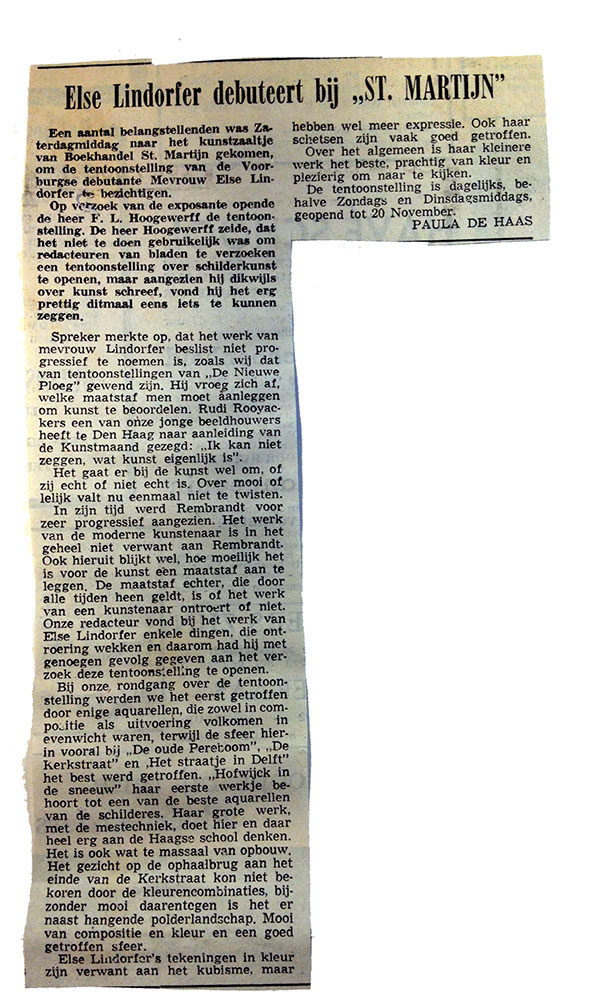 Else Lindorfer debuteert bij „ST. MARTIJN”
Een aantal belangstellenden was Za-
terdagmiddag naar het kunstzaaltje
van Boekhandel St. Martijn gekomen,
om de tentoonstelling van de Voor-
burgse debutante Mevrouw Else Lin-
dorfer te bezichtigen.
Op verzoek van de exposante opende
de heer F. L. Hoogewerff de tentoon-
stelling. De heer Hoogewerff zeide, dat
het niet te doen gebruikelijk was om
redacteuren van bladen te verzoeken
een tentoonstelling over schilderkunst
te openen, maar aangezien hij dikwijls
over kunst schreef, vond hij het erg
prettig ditmaal eens iets te kunnen
zeggen.
Spreker merkte op, dat het werk van
mevrouw Lindorfer beslist niet pro-
gressief te noemen is, zoals wij dat
van tentoonstellingen van „De Nieuwe
Ploeg” gewend zijn. Hij vroeg zich af,
welke maatstaf men moet aanleggen
om kunst te beoordelen. Rudi Rooyac-
kers een van onze jonge beeldhouwers
heeft te Den Haag naar aanleiding van
de Kunstmaand gezegd: „Ik kan niet
zeggen, wat kunst eigenlijk is”.
Het gaat er bij de kunst wel om, of
zij echt of niet echt is. Over mooi of
lelijk valt nu eenmaal niet te twisten.
In zijn tijd werd Rembrandt voor
zeer progressief aangezien. Het werk
van de moderne kunstenaar is in het
geheel niet verwant aan Rembrandt.
Ook hieruit blijkt wel, hoe moeilijk het
is voor de kunst een maatstaf aan te
leggen. De maatstaf echter, die door
alle tijden heen geldt, is of het werk
van een kunstenaar ontroert of niet.
Onze redacteur vond bij het werk van
Else Lindorfer enkele dingen, die ont-
roering wekken en daarom had hij met
genoegen gevolg gegeven aan het ver-
zoek deze tentoonstelling te openen.
Bij onze rondgang over de tentoon-
stelling werden we het eerst getroffen
door enige aquarellen, die zowel in com-
positie als uitvoering volkomen in
evenwicht waren, terwijl de sfeer hier-
in vooral bij „De oude Pereboom”, „De
Kerkstraat” en „Het straatje in Delft”
het best werd getroffen. „Hofwijck in
de sneeuw” haar eerste werkje be-
hoort tot een van de beste aquarellen
van de schilderes. Haar grote werk,
met de mestechniek, doet hier en daar
heel erg aan de Haagse school denken.
Het is ook wat te massaal van opbouw.
Het gezicht op de ophaalbrug aan het
einde van de Kerkstraat kon niet be-
koren door de kleurencombinaties, bij-
zonder mooi daarentegen is het er
naast hangende polderlandschap. Mooi
van compositie en kleur en een goed
getroffen sfeer.
Else Lindorfer's tekeningen in kleur
zijn verwant aan het kubisme, maar
hebben wel meer expressie. Ook haar
schetsen zijn vaak goed getroffen.
Over het algemeen is haar kleinere
werk het beste, prachtig van kleur en
plezierig om naar te kijken.
De tentoonstelling is dagelijks, be-
halve Zondags en Dinsdagsmiddags,
geopend tot 20 November.
PAULA DE HAAS